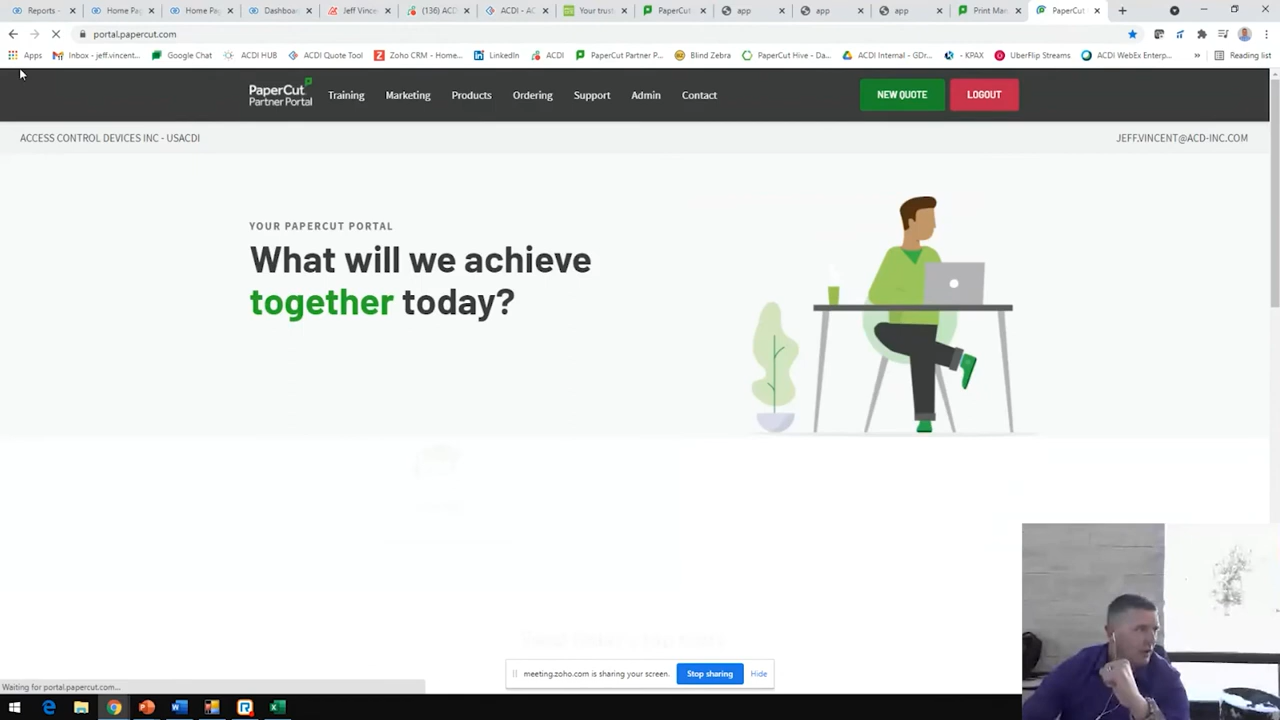 Reports -
Home Pag
Home Pag
Dashboa
Jeff Vince
(136) ACD
ACDI - AC
Your trust
PaperCut
app
app
app
Print Ma
PaperCut
portal.papercut.com
Apps
Inbox - jeff.vincent...
Google Chat
ACDI HUB
ACDI Quote Tool
Zoho CRM - Home...
LinkedIn
ACDI
PaperCut Partner P...
Blind Zebra
PaperCut Hive - Da...
ACDI Internal - GDr...
- KPAX
UberFlip Streams
ACDI WebEx Enterp...
»
Reading list
PaperCut
Partner Portal
Training
Marketing
Products
Ordering
Support
Admin
Contact
NEW QUOTE
LOGOUT
ACCESS CONTROL DEVICES INC - USACDI
JEFF.VINCENT@ACD-INC.COM
YOUR PAPERCUT PORTAL
What will we achieve
together today?
meeting.zoho.com is sharing your screen.
Stop sharing
Hide
Waiting for portal.papercut.com...